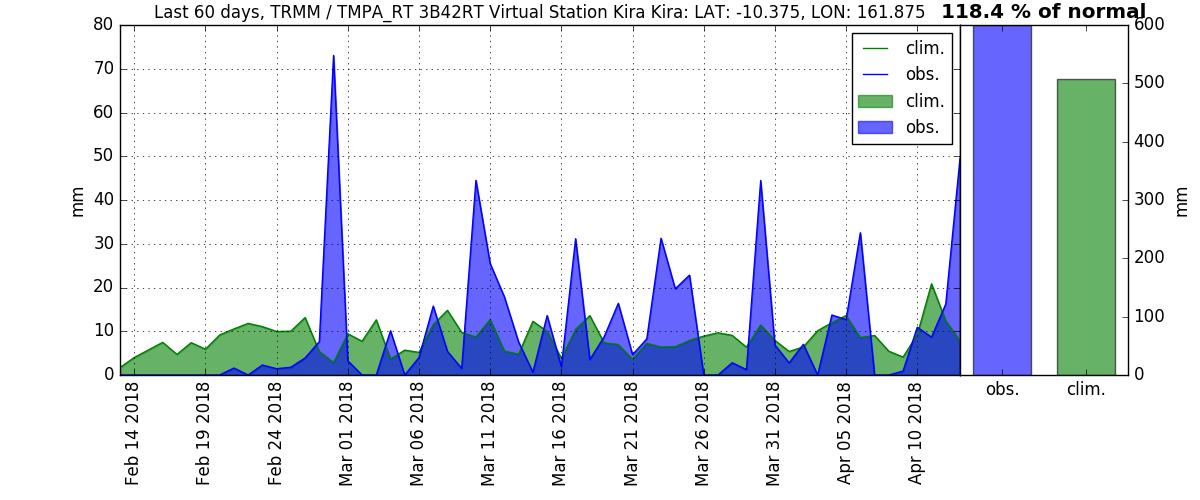 Last 60 days, TRMM / TMPA_RT 3B42RT Virtual Station Kira Kira: LAT: -10.375, LON: 161.875 118.4 % of normal
80
70
60
50
40
30
20
10
0
mm
clim.
obs.
clim.
obs.
600
500
400
300
200
100
0
mm
obs. clim.
Feb 14 2018
Feb 19 2018
Feb 24 2018
Mar 01 2018
Mar 06 2018
Mar 11 2018
Mar 16 2018
Mar 21 2018
Mar 26 2018
Mar 31 2018
Apr 05 2018
Apr 10 2018